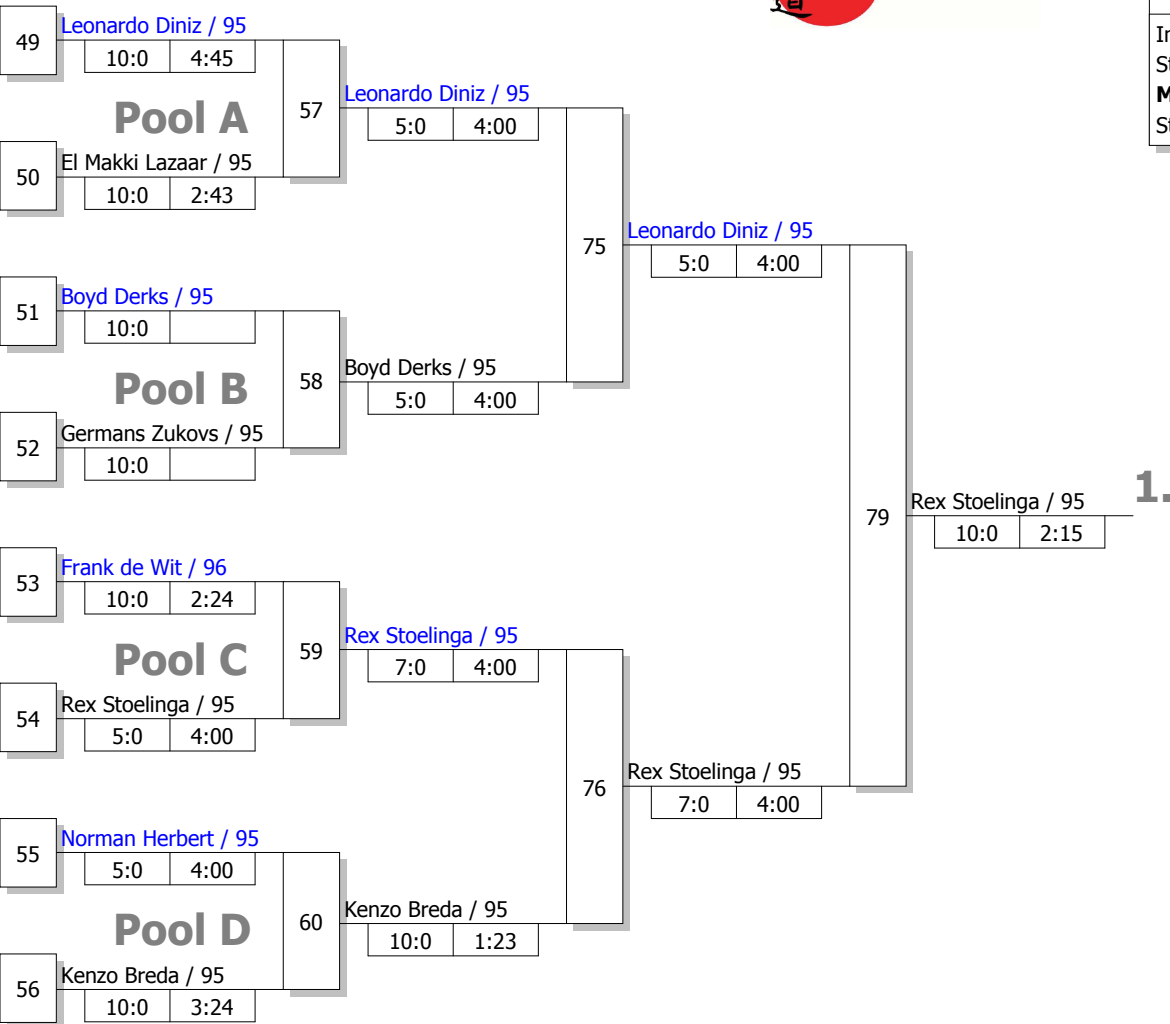 49
Leonardo Diniz / 95
10:0 4:45
Pool A
57
Leonardo Diniz / 95
5:0 4:00
50
El Makki Lazaar / 95
10:0 2:43
75
Leonardo Diniz / 95
5:0 4:00
51
Boyd Derks / 95
10:0
Pool B
58
Boyd Derks / 95
5:0 4:00
52
Germans Zukovs / 95
10:0
79
Rex Stoelinga / 95
10:0 2:15
1.
53
Frank de Wit / 96
10:0 2:24
Pool C
59
Rex Stoelinga / 95
7:0 4:00
54
Rex Stoelinga / 95
5:0 4:00
76
Rex Stoelinga / 95
7:0 4:00
55
Norman Herbert / 95
5:0 4:00
Pool D
60
Kenzo Breda / 95
10:0 1:23
56
Kenzo Breda / 95
10:0 3:24